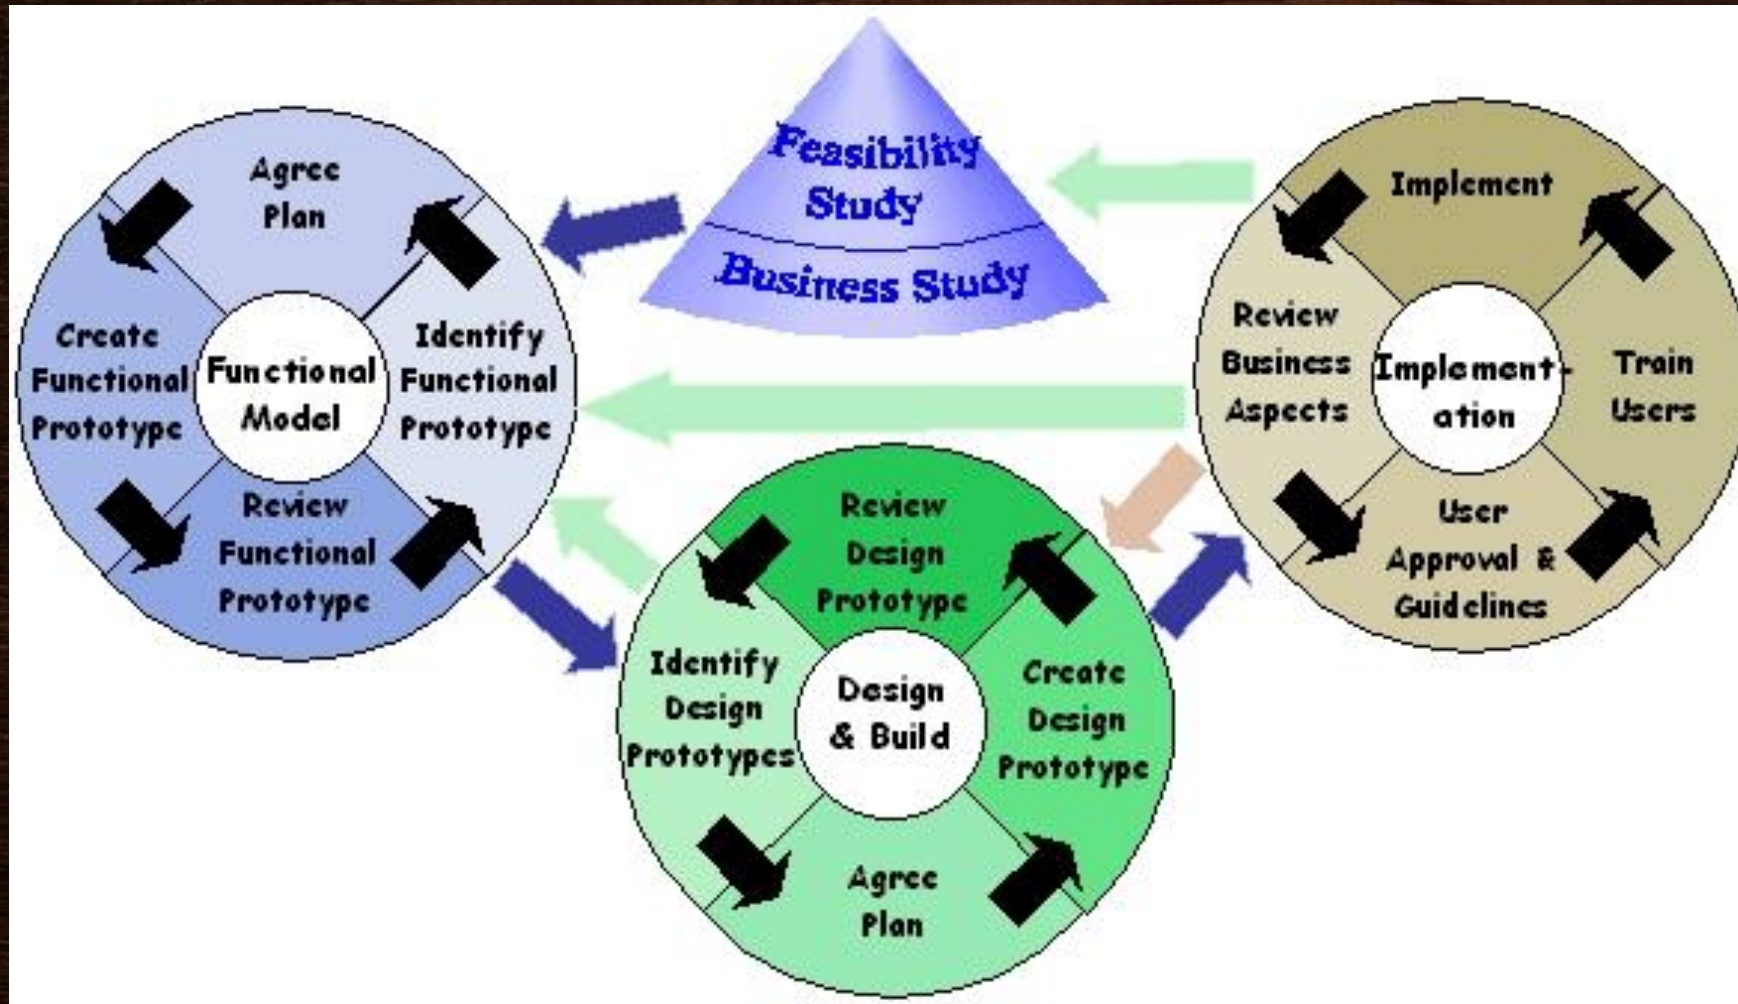 Feasibility
Study
Business Study
Agree
Plan
Create
Functional
Prototype
Functional
Model
Identify
Functional
Prototype
Review
Functional
Prototype
Review
Design
Prototype
Identify
Design
Prototypes
Design
& Build
Create
Design
Prototype
Agree
Plan
Implement
Review
Business
Aspects
Implement-
ation
Train
Users
User
Approval &
Guidelines